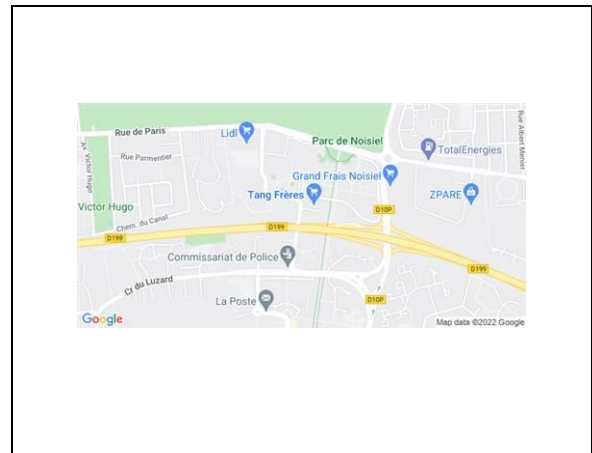 Rue de Paris
Lidl
Parc de Noisiel
TotalEnergies
Rue Albert Menier
Av. Victor Hugo
Rue Parmentier
Grand Frais Noisiel
Tang Frères
ZPARE
Victor Hugo
D10P
Chem. du Canal
D199
D199
Commissariat de Police
D199
Cr du Luzard
La Poste
D10P
Google
Map data ©2022 Google